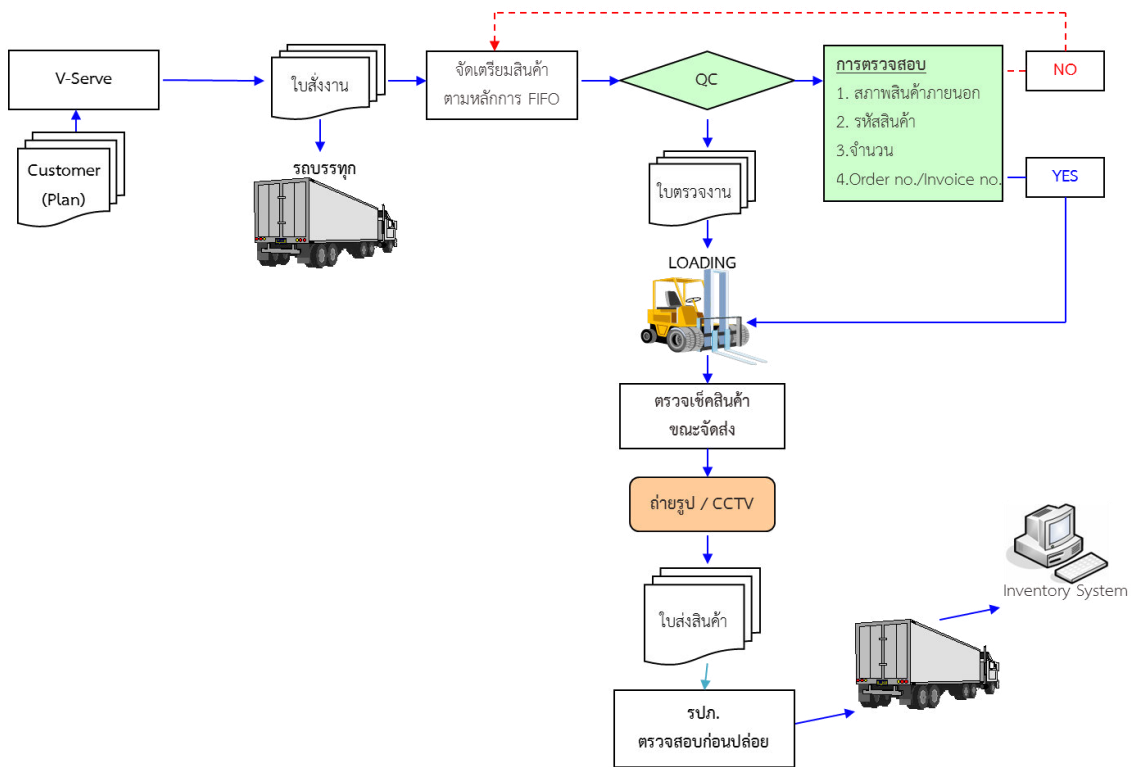 V-Serve
Customer
(Plan)
ใบสั่งงาน
รถบรรทุก
จัดเตรียมสินค้า
ตามหลักการ FIFO
QC
การตรวจสอบ
1. สภาพสินค้าภายนอก
2. รหัสสินค้า
3.จำนวน
4.Order no./Invoice no.
NO
YES
ใบตรวจงาน
LOADING
ตรวจเช็คสินค้า
ขณะจัดส่ง
ถ่ายรูป / CCTV
ใบส่งสินค้า
รปภ.
ตรวจสอบก่อนปล่อย
Inventory System